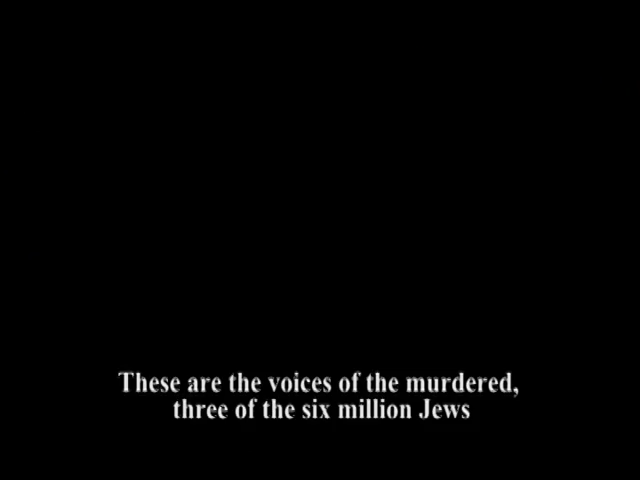 These are the voices of the murdered,
three of the six million Jews